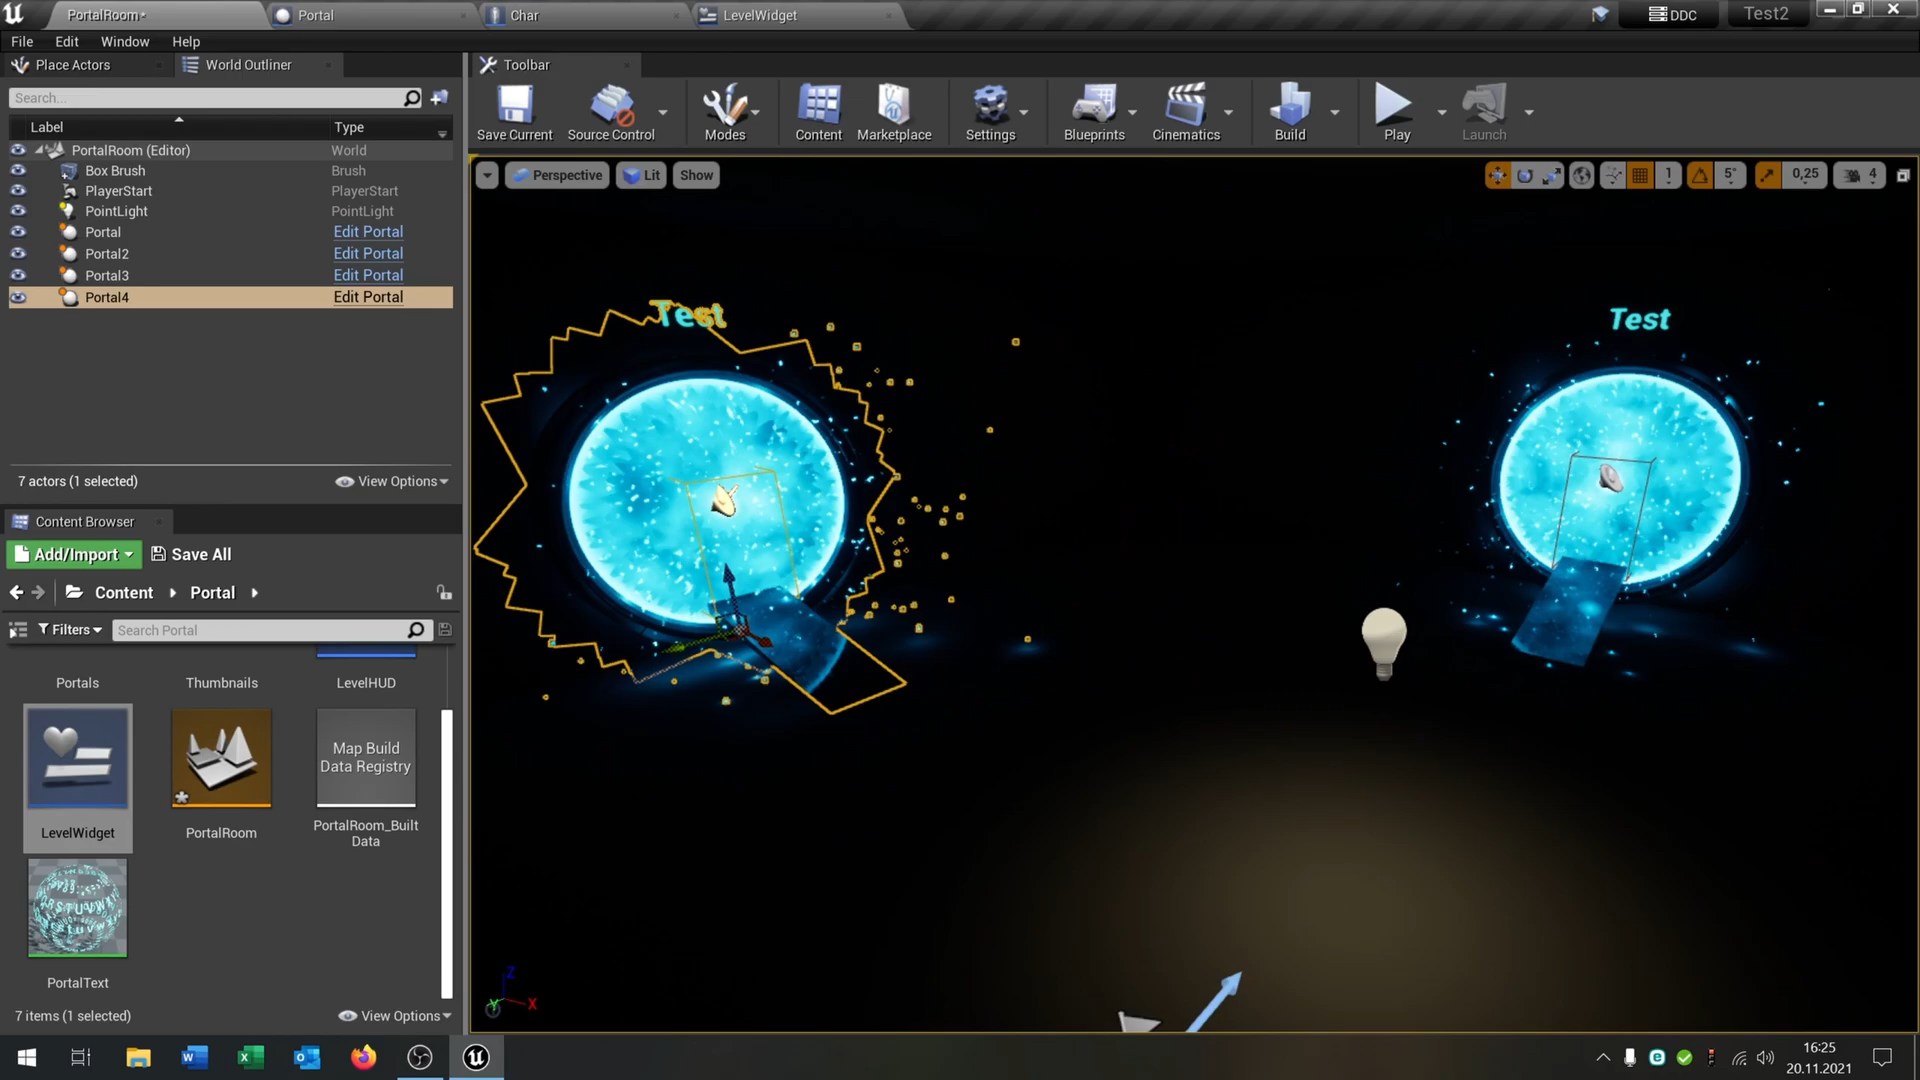 PortalRoom*
Portal
Char
LevelWidget
DDC
Test2
File Edit Window Help
Place Actors
World Outliner
Toolbar
Search...
Label
Type
PortalRoom (Editor) World
Box Brush Brush
PlayerStart PlayerStart
PointLight PointLight
Portal Edit Portal
Portal2 Edit Portal
Portal3 Edit Portal
Portal4 Edit Portal
7 actors (1 selected)
View Options
Save Current
Source Control
Modes
Content
Marketplace
Settings
Blueprints
Cinematics
Build
Play
Launch
Perspective
Lit
Show
1
5°
0,25
4
Test
Test
Z
X
Y
Content Browser
Add/Import
Save All
Content
Portal
Filters
Search Portal
Portals
Thumbnails
LevelHUD
LevelWidget
PortalRoom
Map Build
Data Registry
PortalRoom_Built
Data
PortalText
7 items (1 selected)
View Options
16:25
20.11.2021